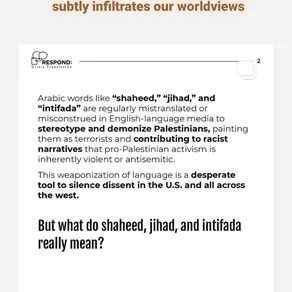 subtly infiltrates our worldviews
RESPOND:
Crisis Translation
2
Arabic words like “shaheed,” “jihad,” and
“intifada” are regularly mistranslated or
misconstrued in English-language media to
stereotype and demonize Palestinians, painting
them as terrorists and contributing to racist
narratives that pro-Palestinian activism is
inherently violent or antisemitic.
This weaponization of language is a desperate
tool to silence dissent in the U.S. and all across
the west.
But what do shaheed, jihad, and intifada
really mean?